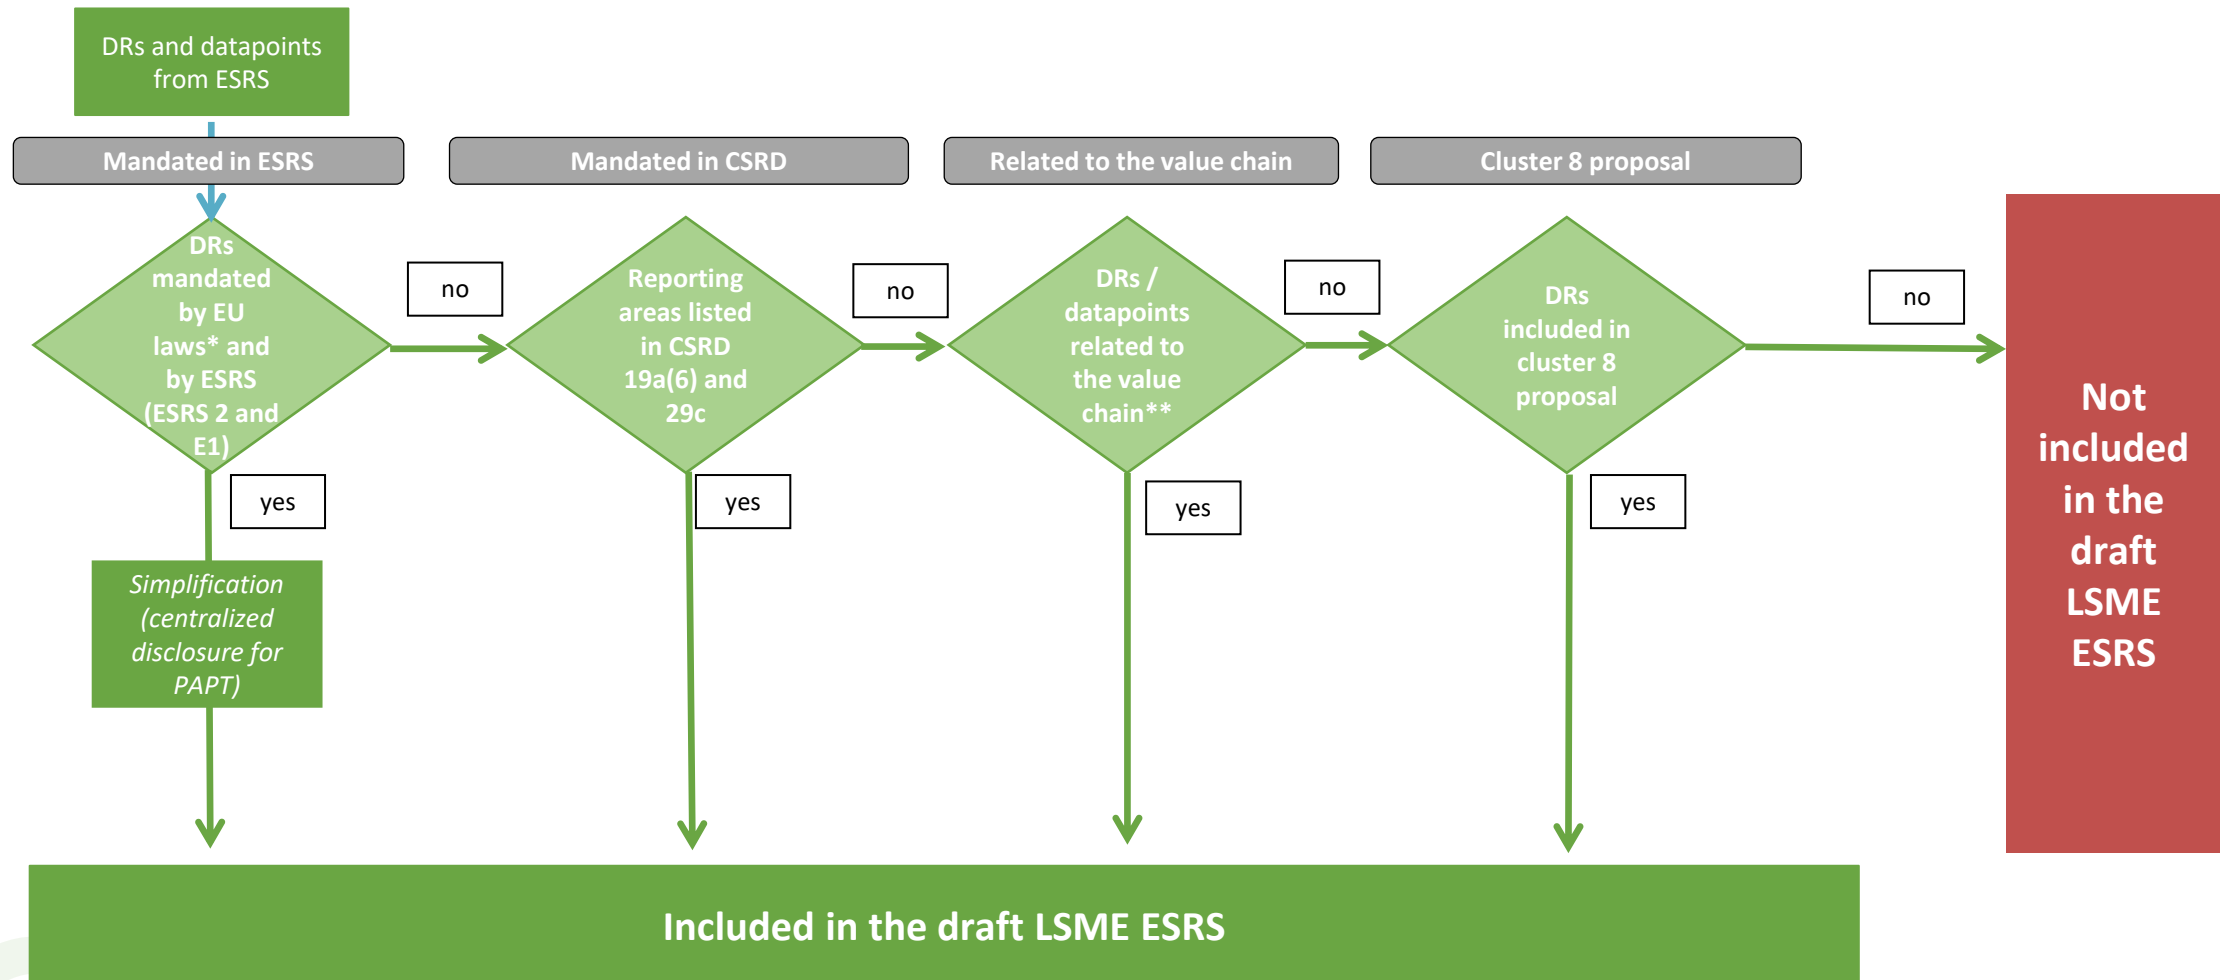 DRs and datapoints
from ESRS
Mandated in ESRS
Mandated in CSRD
Related to the value chain
Cluster 8 proposal
DRs
mandated
by EU
laws* and
by ESRS
(ESRS 2 and
E1)
no
Reporting
areas listed
in CSRD
19a(6) and
29c
no
DRs /
datapoints
related to
the value
chain**
no
DRs
included in
cluster 8
proposal
no
yes
yes
yes
yes
Simplification
(centralized
disclosure for
PAPT)
Not
included
in the
draft
LSME
ESRS
Included in the draft LSME ESRS